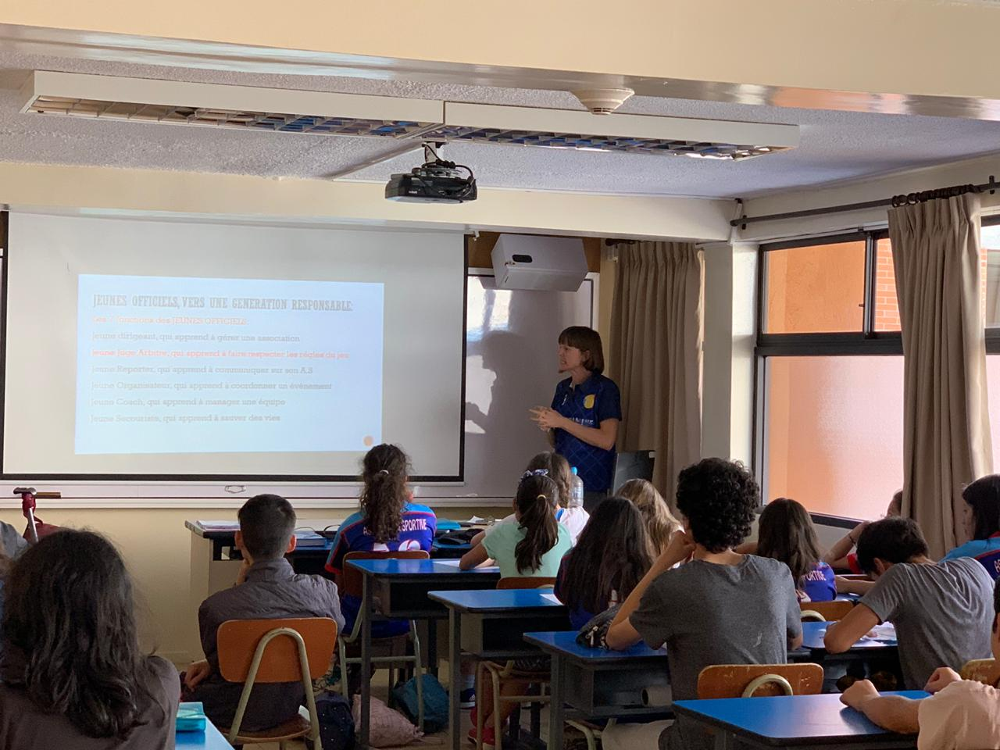 JEUNES OFFICIELS, VERS UNE GENERATION RESPONSABLE:
Les 7 fonctions des JEUNES OFFICIELS:
Jeune dirigeant, qui apprend à gérer une association
Jeune Juge Arbitre, qui apprend à faire respecter les règles du jeu
Jeune Reporter, qui apprend à communiquer sur son A.S
Jeune Organisateur, qui apprend à coordonner un évènement
Jeune Coach, qui apprend à manager une équipe
Jeune Secouriste, qui apprend à sauver des vies
SPORTIVE